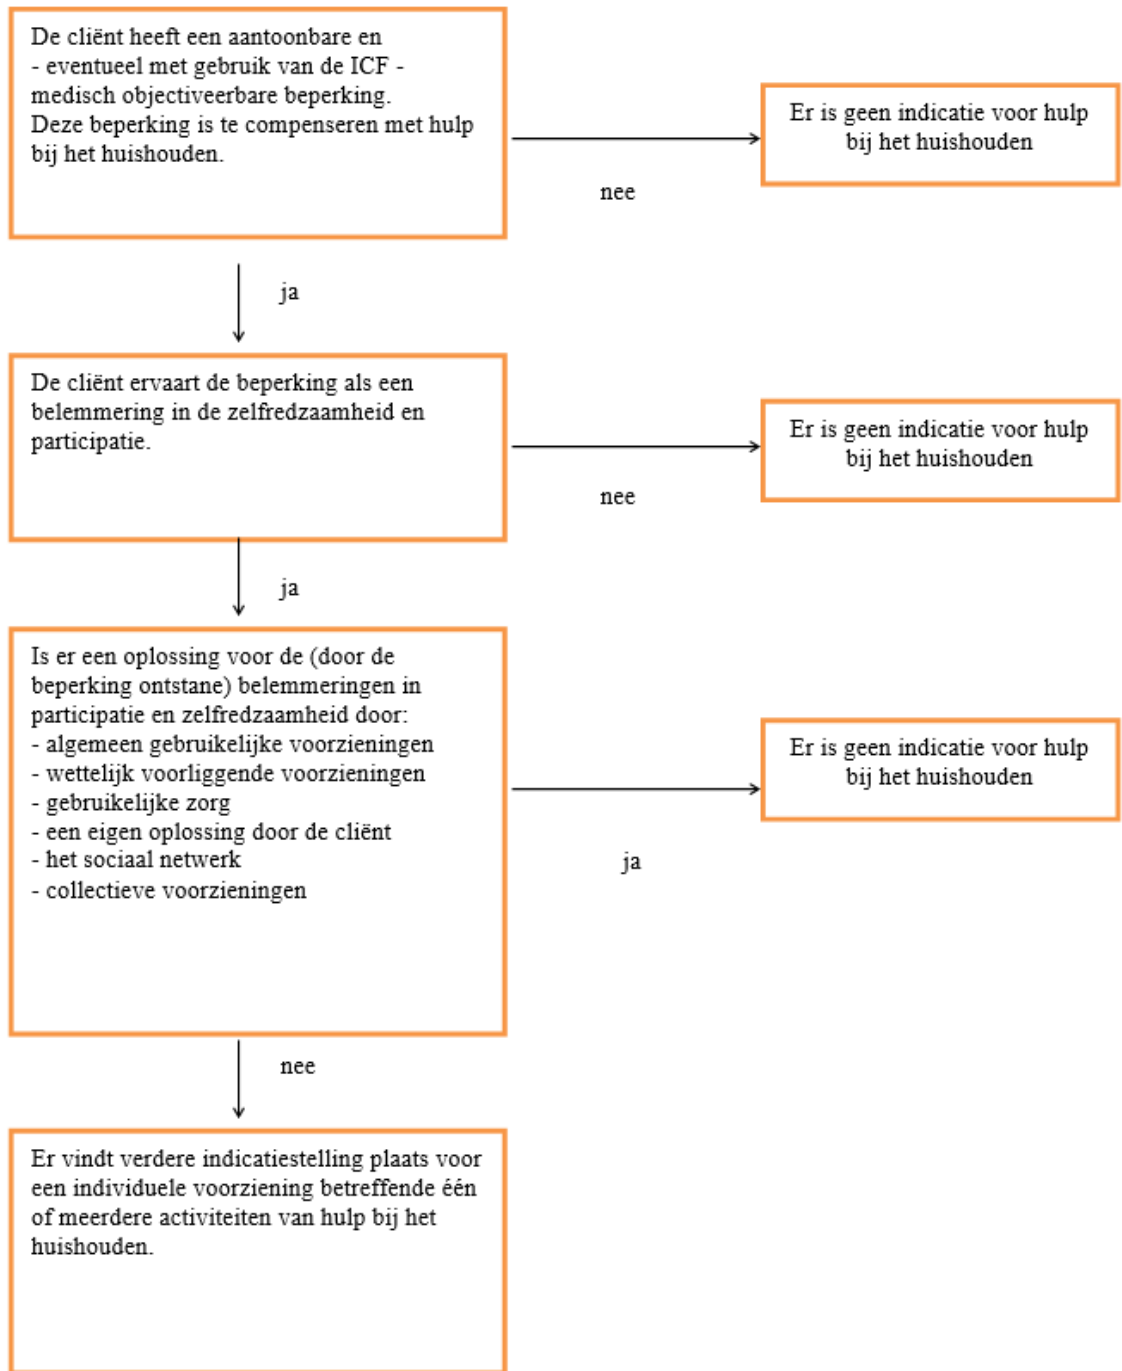 De cliënt heeft een aantoonbare en
- eventueel met gebruik van de ICF -
medisch objectiveerbare beperking.
Deze beperking is te compenseren met hulp
bij het huishouden.
nee
Er is geen indicatie voor hulp
bij het huishouden
ja
De cliënt ervaart de beperking als een
belemmering in de zelfredzaamheid en
participatie.
nee
Er is geen indicatie voor hulp
bij het huishouden
ja
Is er een oplossing voor de (door de
beperking ontstane) belemmeringen in
participatie en zelfredzaamheid door:
- algemeen gebruikelijke voorzieningen
- wettelijk voorliggende voorzieningen
- gebruikelijke zorg
- een eigen oplossing door de cliënt
- het sociaal netwerk
- collectieve voorzieningen
ja
Er is geen indicatie voor hulp
bij het huishouden
nee
Er vindt verdere indicatiestelling plaats voor
een individuele voorziening betreffende één
of meerdere activiteiten van hulp bij het
huishouden.